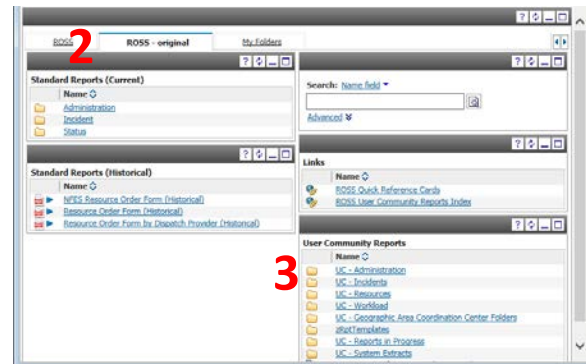 ROSS
ROSS - original
My Folders
2
Standard Reports (Current)
Name
Administration
Incident
Status
Standard Reports (Historical)
Name
NFES Resource Order Form (Historical)
Resource Order Form (Historical)
Resource Order Form by Dispatch Provider (Historical)
Search: Name field
Advanced
Links
Name
ROSS Quick Reference Cards
ROSS User Community Reports Index
3
User Community Reports
Name
UC - Administration
UC - Incidents
UC - Resources
UC - Workload
UC - Geographic Area Coordination Center Folders
zRptTemplates
UC - Reports in Progress
UC - System Extracts